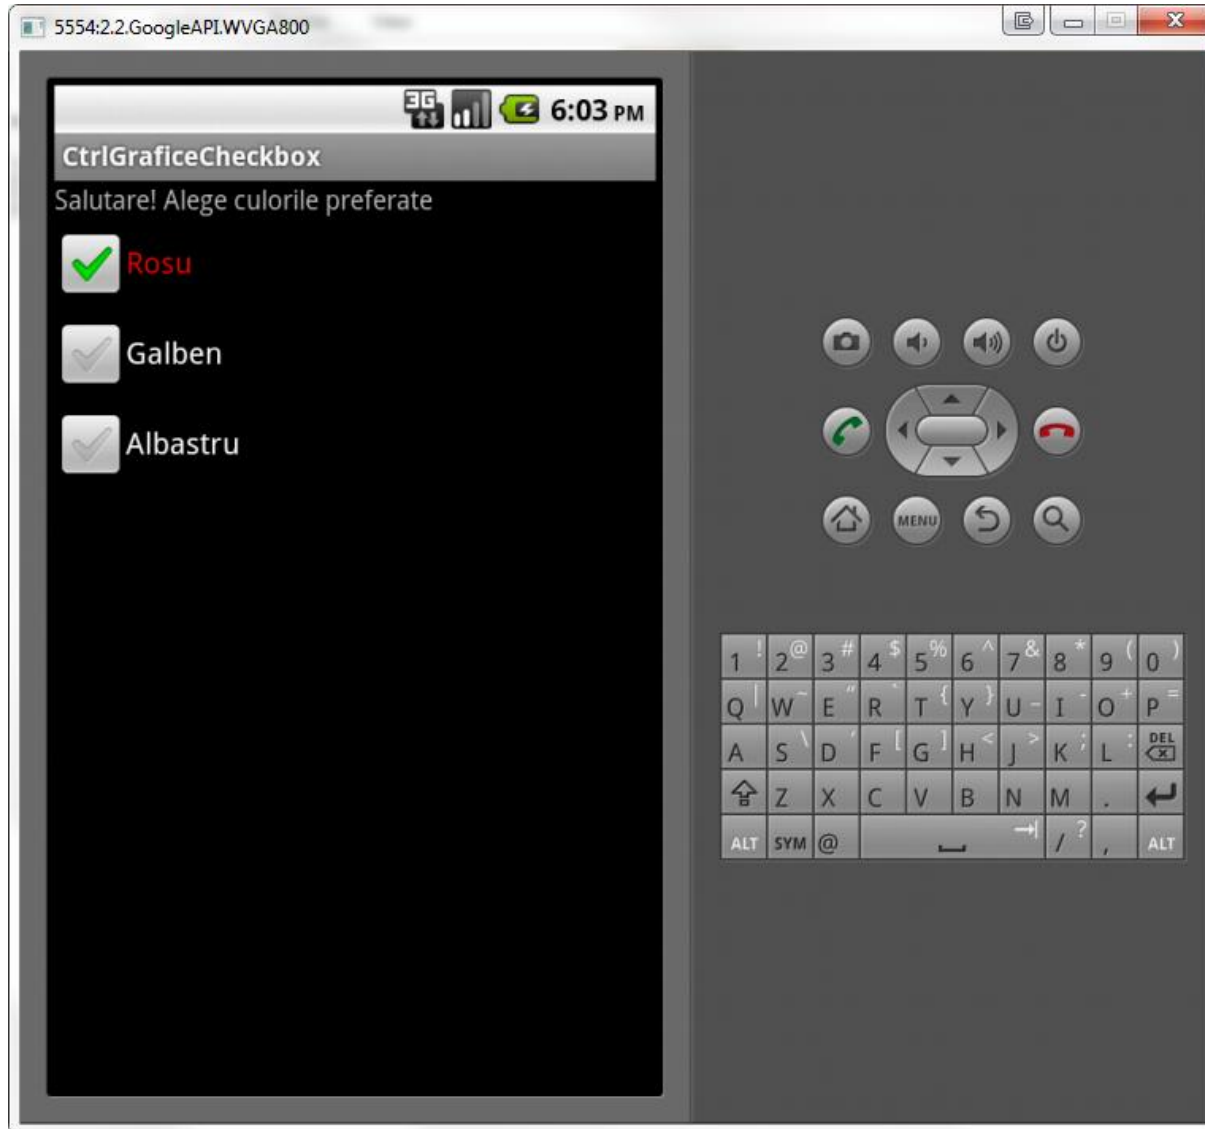 5554:2.2.GoogleAPI.WVGA800
3G 6:03 PM
CtrlGraficeCheckbox
Salutare! Alege culorile preferate
Rosu
Galben
Albastru
MENU
1 ! 2 @ 3 # 4 $ 5 % 6 ^ 7 & 8 * 9 ( 0 )
Q | W ~ E " R ` T { Y } U _ I - O + P =
A S \ D ' F [ G ] H < J > K ; L : DEL
Z X C V B N M .
ALT SYM @ / ? , ALT